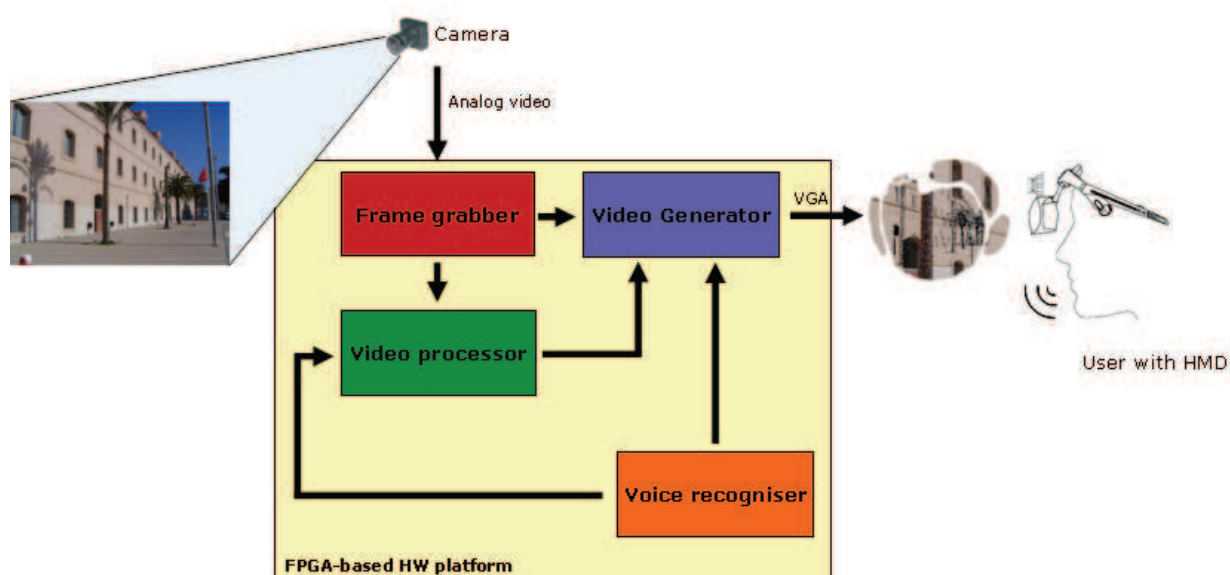 Camera
Analog video
Frame grabber
Video Generator
VGA
Video processor
User with HMD
Voice recogniser
FPGA-based HW platform